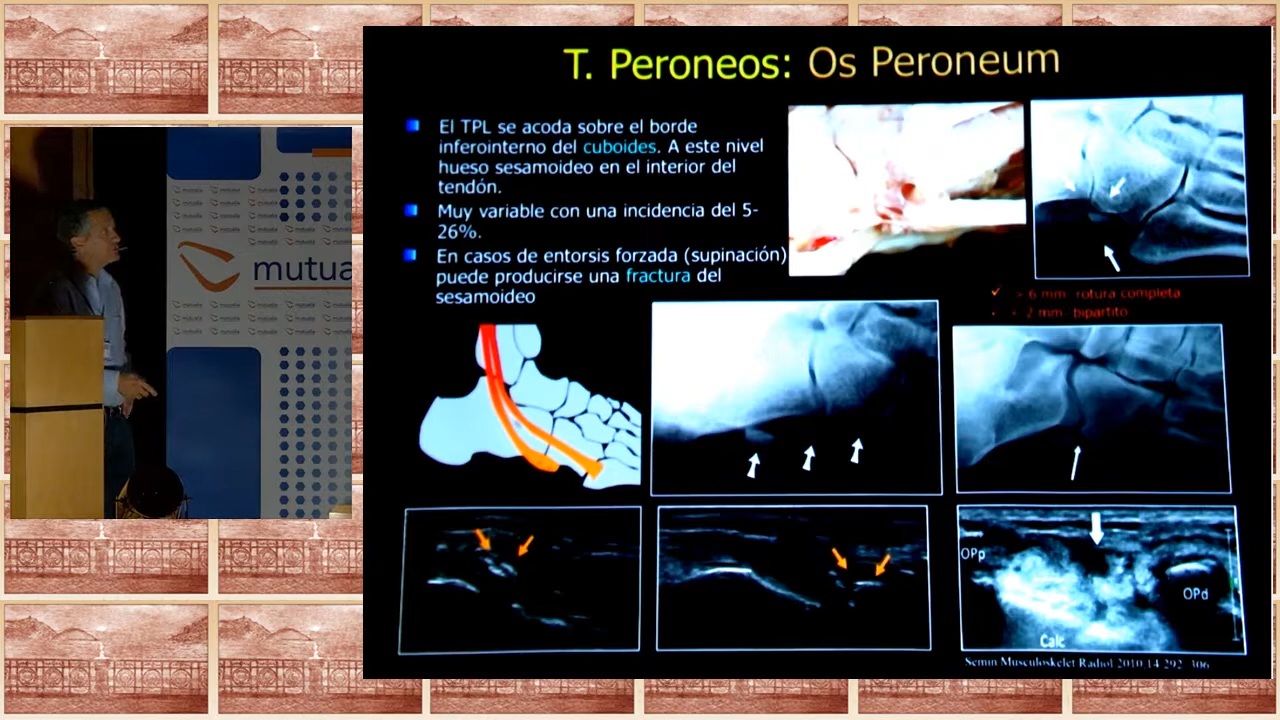 T. Peroneos: Os Peroneum
El TPL se acoda sobre el borde
inferointerno del cuboides. A este nivel
hueso sesamoideo en el interior del
tendón.
Muy variable con una incidencia del 5-
26%.
En casos de entorsis forzada (supinación)
puede producirse una fractura del
sesamoideo
> 6 mm rotura completa
< 2 mm bipartito
OPp
OPd
Calc
Semin Musculoskelet Radiol 2010 14 292 306
mutua